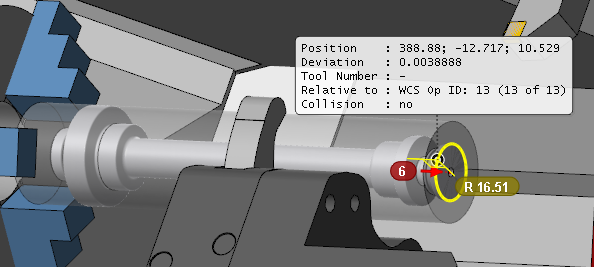 Position    : 388.88; -12.717; 10.529
Deviation   : 0.0038888
Tool Number : -
Relative to : WCS Op ID: 13 (13 of 13)
Collision   : no
6
R 16.51